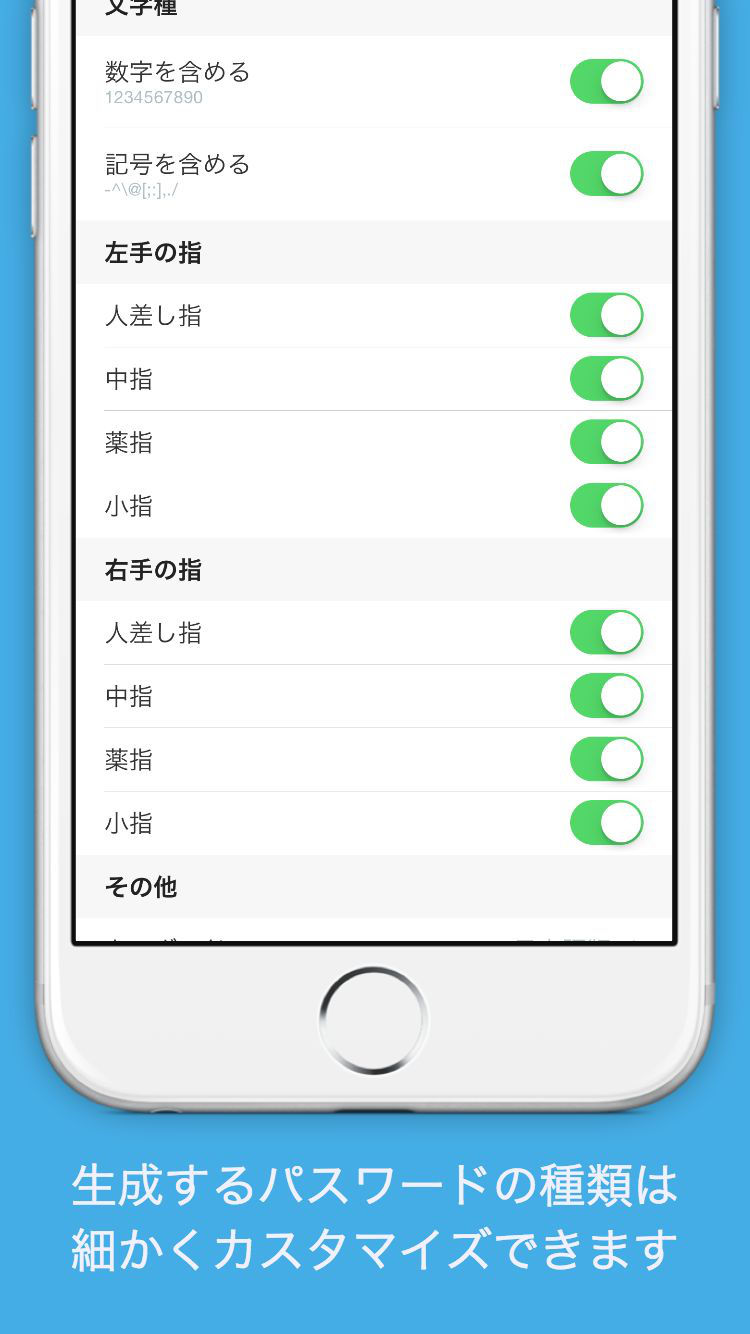 文字種
数字を含める
1234567890
記号を含める
-^\@[;:],./
左手の指
人差し指
中指
薬指
小指
右手の指
人差し指
中指
薬指
小指
その他
生成するパスワードの種類は
細かくカスタマイズできます